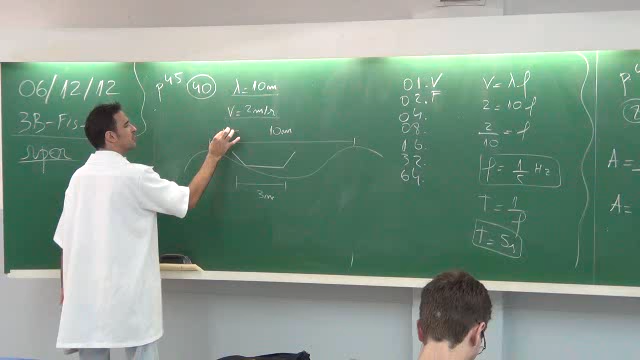 06/12/12
3B-Fis
super
p45 40 λ=10m
V=2m/s
10m
3m
01.V
02.F
04.
08.
16.
32.
64.
V=λ.f
2=10f
2/10=f
f=1/5 Hz
T=1/f
T=5s
A=
A=